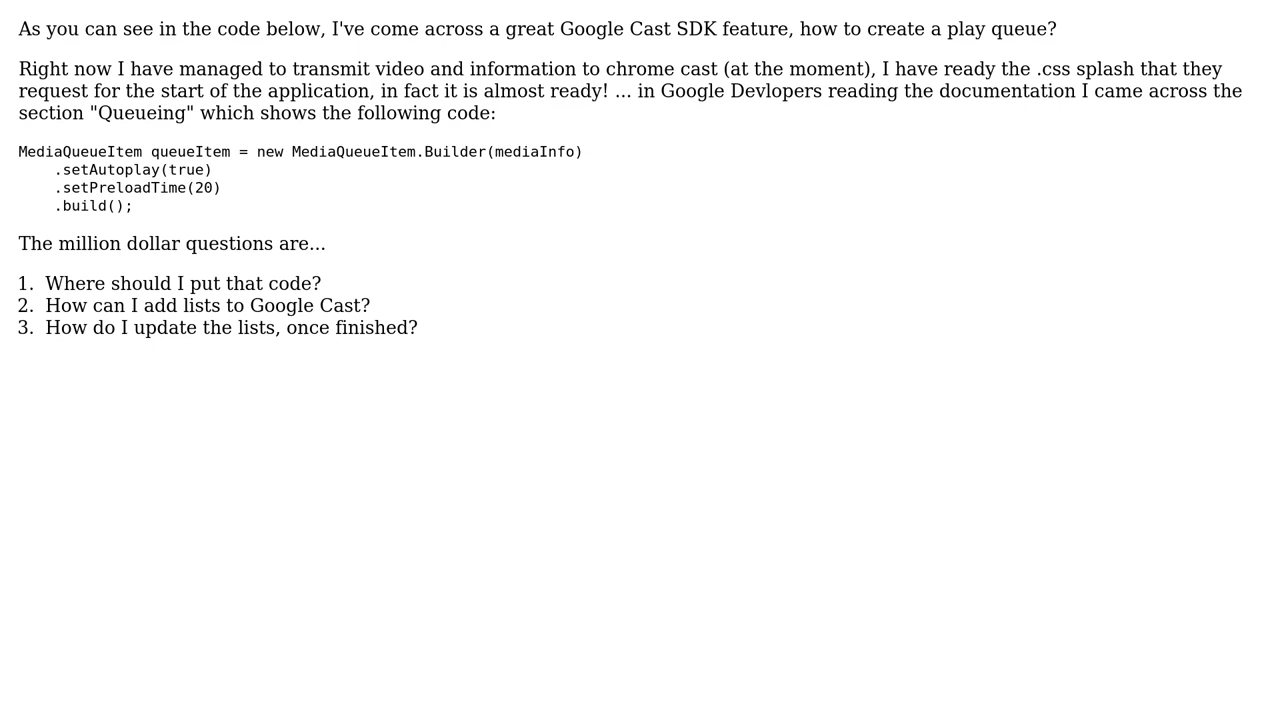 As you can see in the code below, I've come across a great Google Cast SDK feature, how to create a play queue?
Right now I have managed to transmit video and information to chrome cast (at the moment), I have ready the .css splash that they
request for the start of the application, in fact it is almost ready! ... in Google Devlopers reading the documentation I came across the
section "Queueing" which shows the following code:
MediaQueueItem queueItem = new MediaQueueItem.Builder(mediaInfo)
    .setAutoplay(true)
    .setPreloadTime(20)
    .build();
The million dollar questions are...
1. Where should I put that code?
2. How can I add lists to Google Cast?
3. How do I update the lists, once finished?